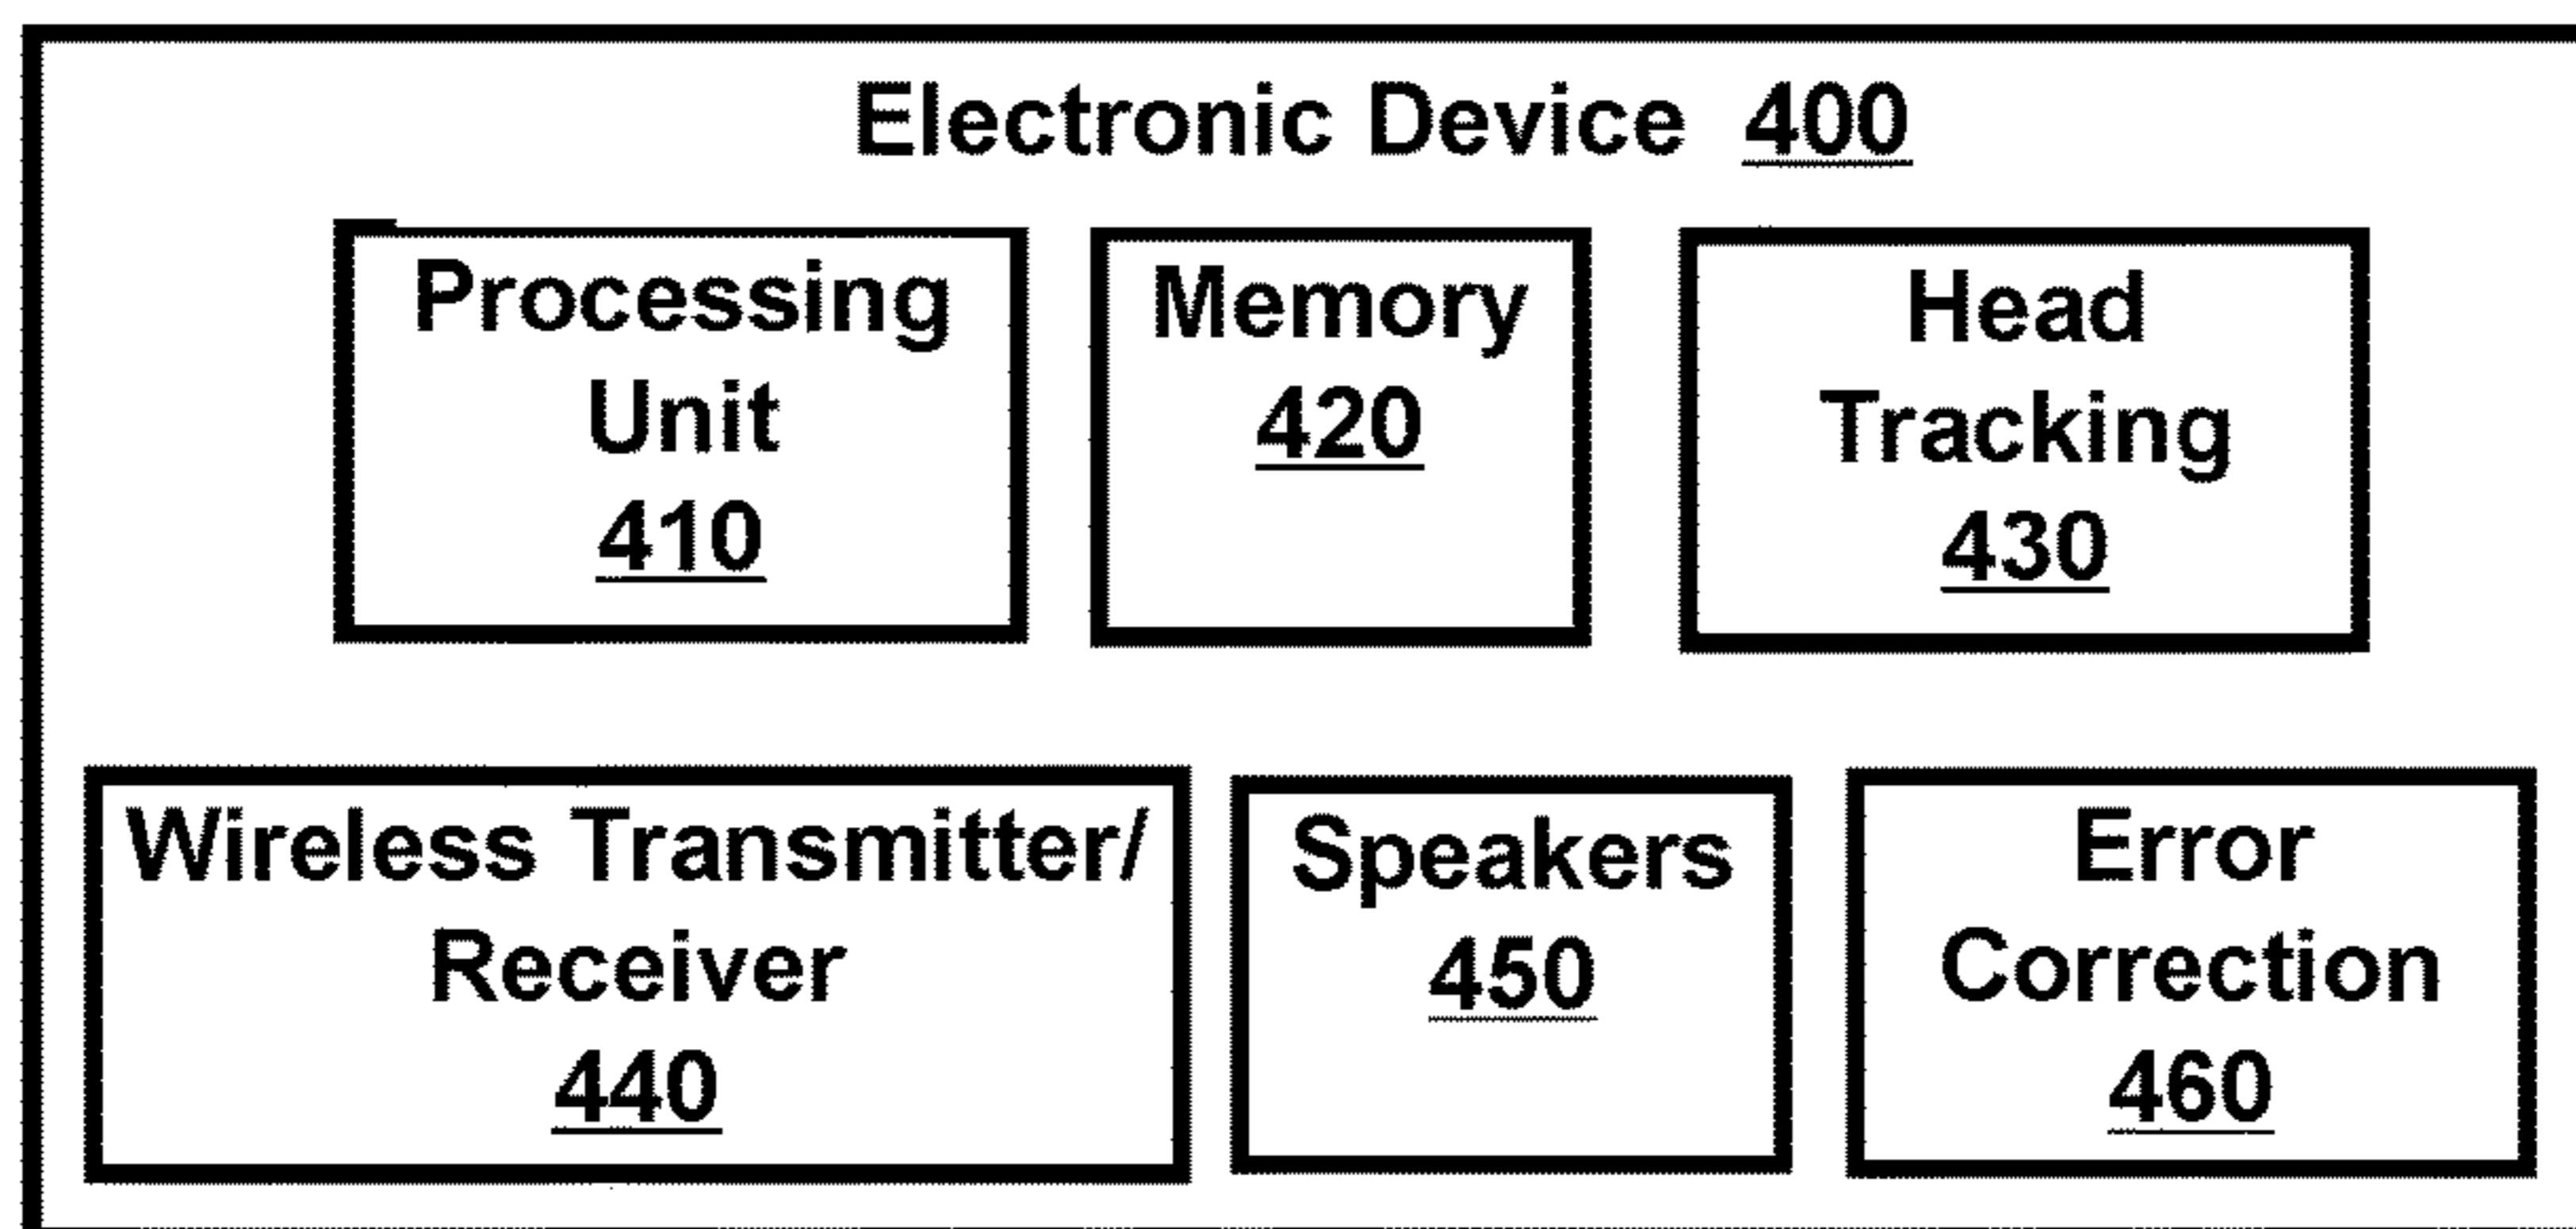 Electronic Device 400
Processing
Unit
410
Memory
420
Head
Tracking
430
Wireless Transmitter/
Receiver
440
Speakers
450
Error
Correction
460